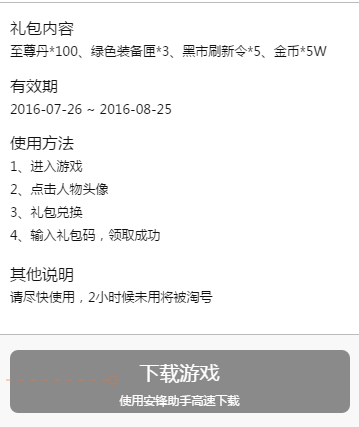 礼包内容
至尊丹*100、绿色装备匣*3、黑市刷新令*5、金币*5W
有效期
2016-07-26 ~ 2016-08-25
使用方法
1、进入游戏
2、点击人物头像
3、礼包兑换
4、输入礼包码，领取成功
其他说明
请尽快使用，2小时候未用将被淘号
下载游戏
使用安锋助手高速下载